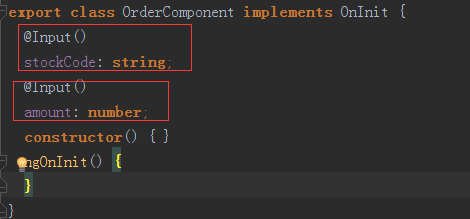 export class OrderComponent implements OnInit {
@Input()
stockCode: string;
@Input()
amount: number;
constructor() { }
ngOnInit() {
}
}